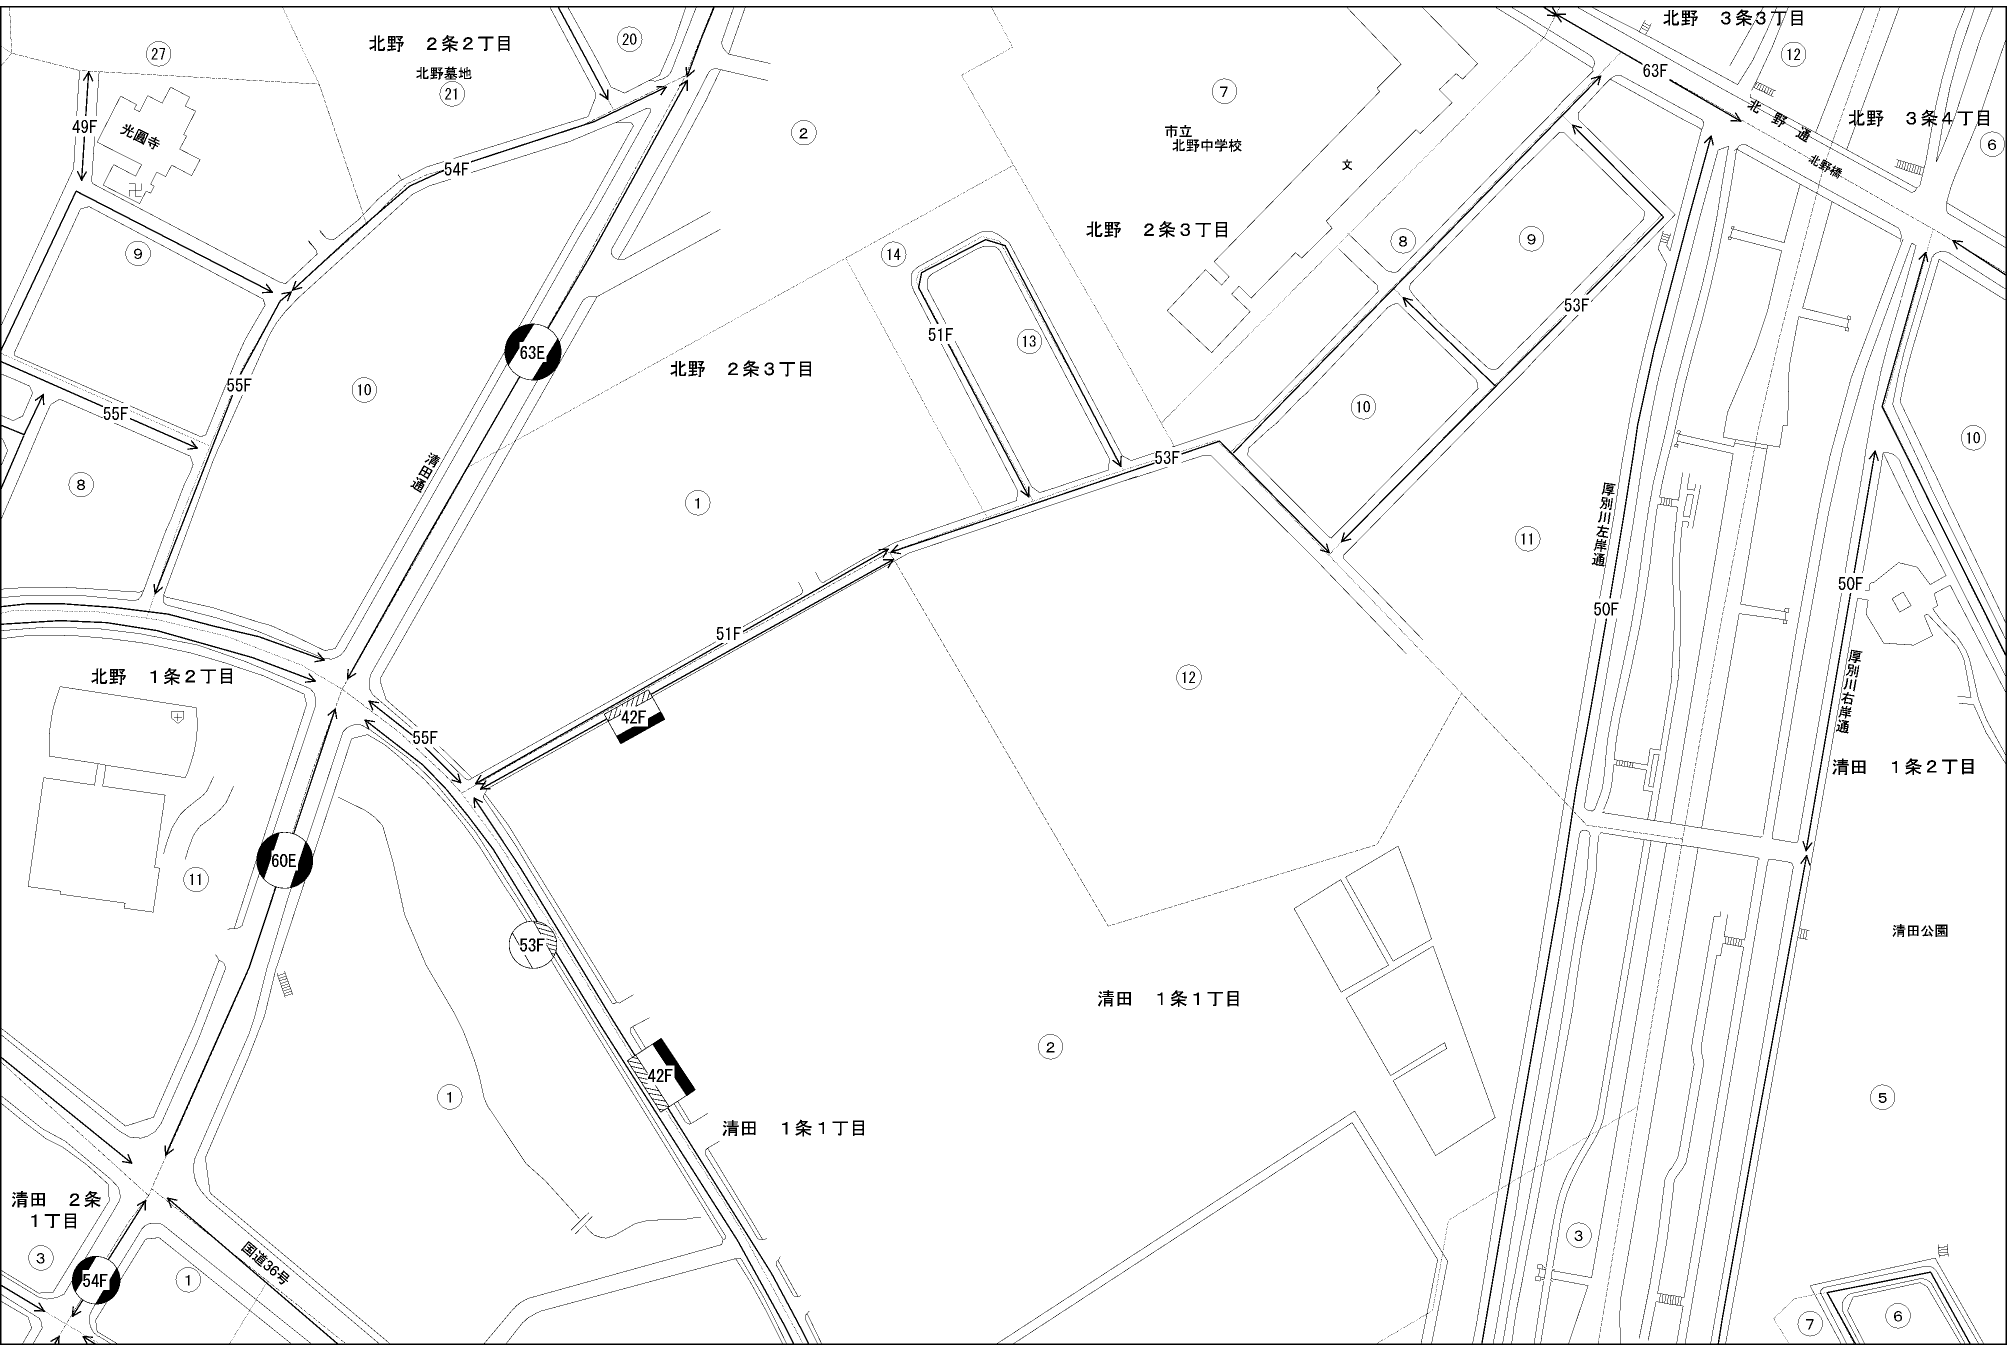 北野 3条3丁目
北野 2条2丁目
北野墓地
21
20
27
12
7
2
63F
北野通
北野 3条4丁目
6
北野橋
49F
光圓寺
市立
北野中学校
文
54F
北野 2条3丁目
8
9
9
14
51F
13
53F
63E
北野 2条3丁目
10
55F
55F
10
10
清田通
8
1
53F
厚別川左岸通
11
50F
50F
51F
北野 1条2丁目
12
厚別川右岸通
42F
55F
清田 1条2丁目
60E
11
53F
清田公園
清田 1条1丁目
2
42F
1
5
清田 1条1丁目
清田 2条
1丁目
3
54F
1
国道36号
3
7
6